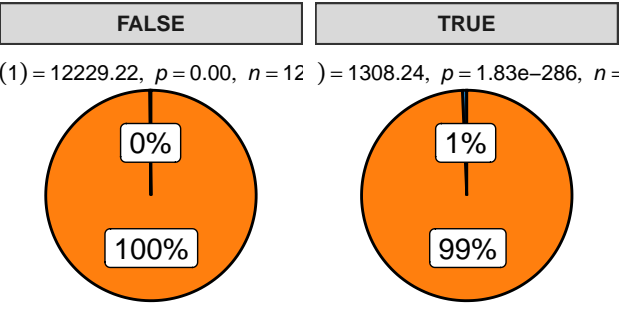 FALSE
TRUE
(1) = 12229.22, p = 0.00, n = 12
) = 1308.24, p = 1.83e−286, n =
0%
1%
100%
99%